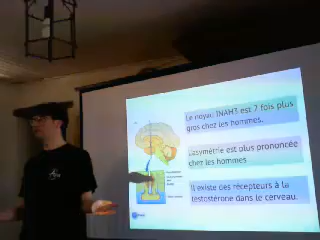 Le noyau INAH3 est 2 fois plus
gros chez les hommes.
L'asymétrie est plus prononcée
chez les hommes
Il existe des récepteurs à la
testostérone dans le cerveau.